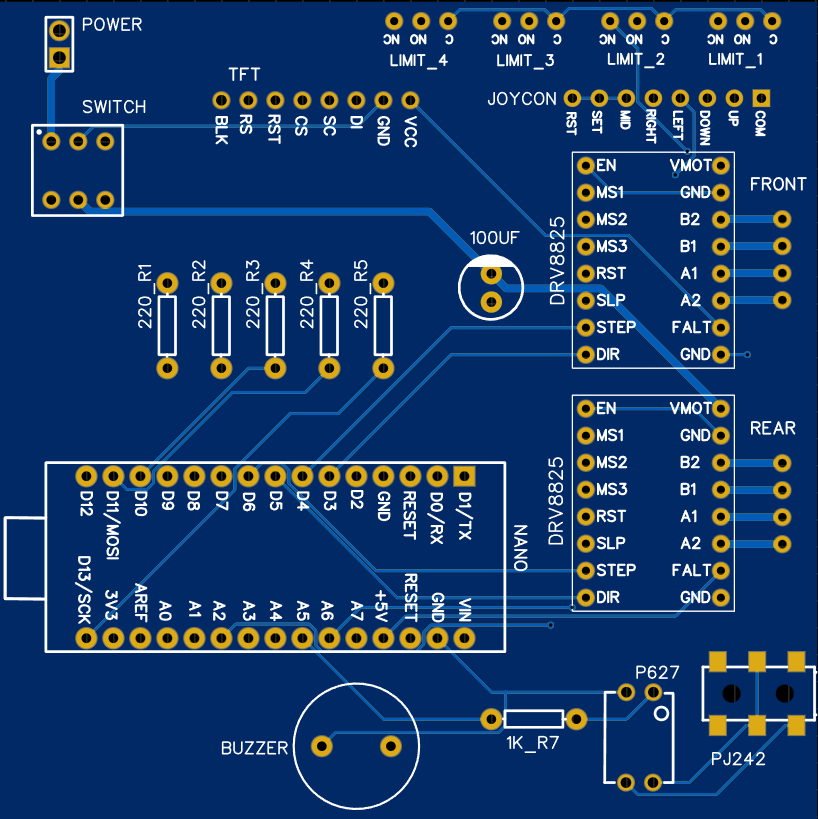 POWER
NC NO C
NC NO C
NC NO C
NC NO C
LIMIT_4
LIMIT_3
LIMIT_2
LIMIT_1
TFT
SWITCH
BLK
RS
RST
CS
SC
DI
GND
VCC
JOYCON
RST
SET
MID
RIGHT
LEFT
DOWN
UP
COM
DRV8825
EN VMOT
MS1 GND
MS2 B2
MS3 B1
RST A1
SLP A2
STEP FALT
DIR GND
FRONT
100UF
220_R1
220_R2
220_R3
220_R4
220_R5
DRV8825
EN VMOT
MS1 GND
MS2 B2
MS3 B1
RST A1
SLP A2
STEP FALT
DIR GND
REAR
D12
D11/MOSI
D10
D9
D8
D7
D6
D5
D4
D3
D2
GND
RESET
D0/RX
D1/TX
NANO
D13/SCK
3V3
AREF
A0
A1
A2
A3
A4
A5
A6
A7
+5V
RESET
GND
VIN
BUZZER
1K_R7
P627
PJ242